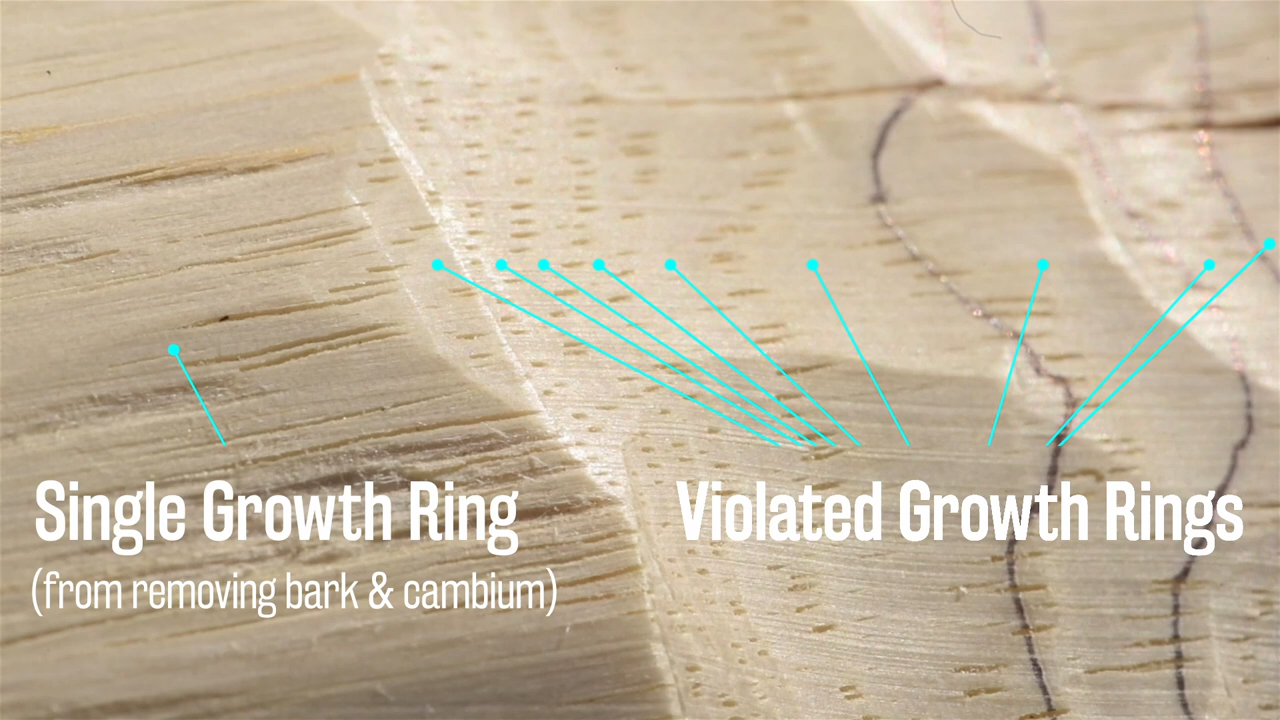 Single Growth Ring
(from removing bark & cambium)
Violated Growth Rings